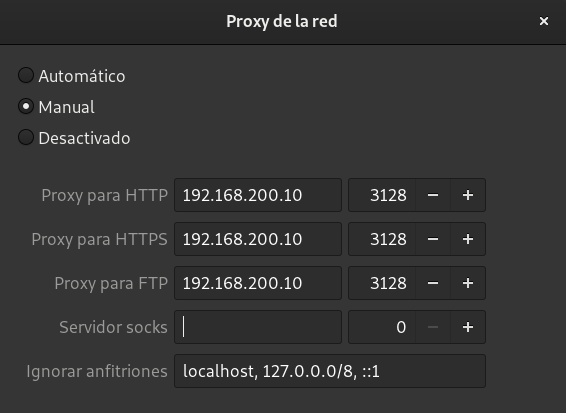 Proxy de la red ×
Automático
Manual
Desactivado
Proxy para HTTP 192.168.200.10 3128 − +
Proxy para HTTPS 192.168.200.10 3128 − +
Proxy para FTP 192.168.200.10 3128 − +
Servidor socks 0 − +
Ignorar anfitriones localhost, 127.0.0.0/8, ::1